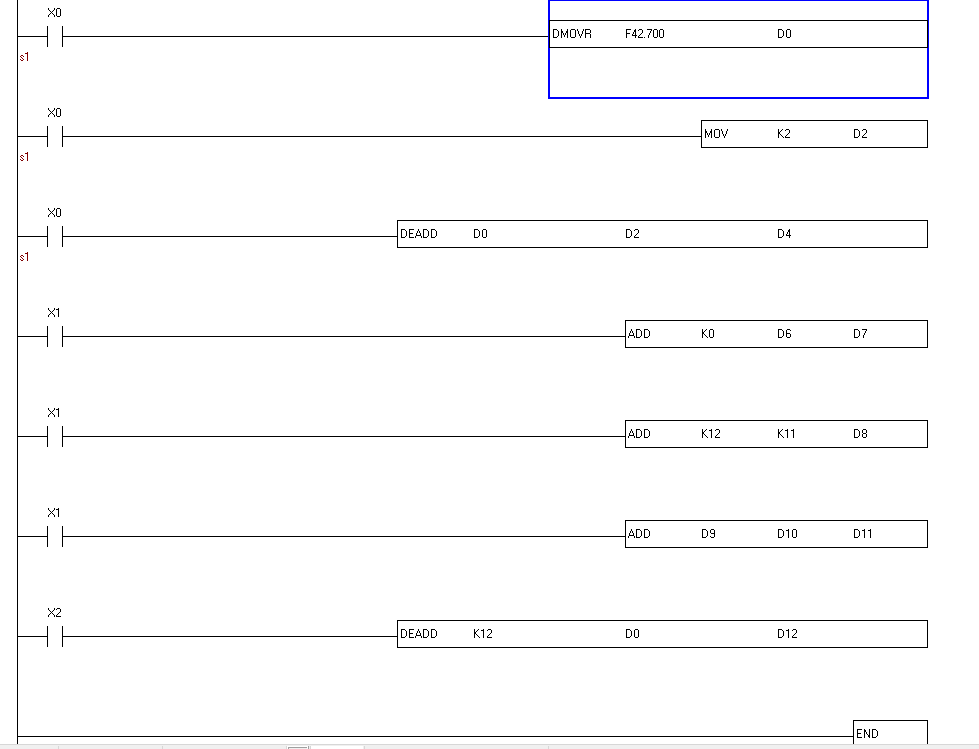 X0
DMOVR F42.700 D0
s1
X0
MOV K2 D2
s1
X0
DEADD D0 D2 D4
s1
X1
ADD K0 D6 D7
X1
ADD K12 K11 D8
X1
ADD D9 D10 D11
X2
DEADD K12 D0 D12
END